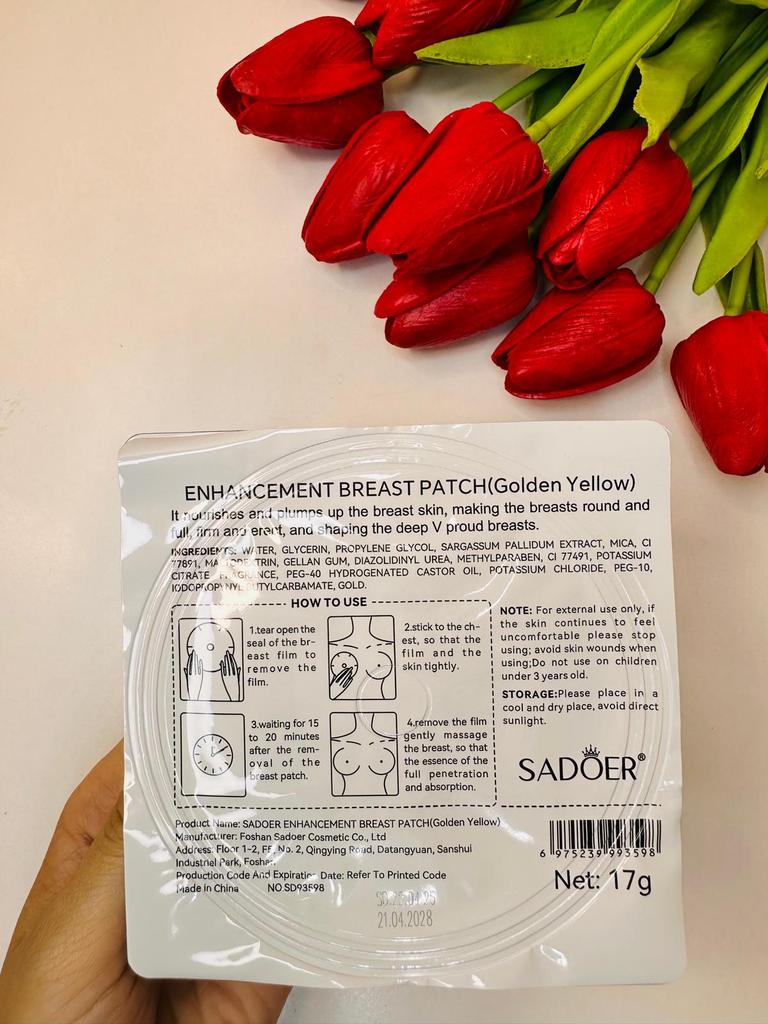 ENHANCEMENT BREAST PATCH(Golden Yellow)
It nourishes and plumps up the breast skin, making the breasts round and
full, firm and erect, and shaping the deep V proud breasts.
INGREDIENTS: WATER, GLYCERIN, PROPYLENE GLYCOL, SARGASSUM PALLIDUM EXTRACT, MICA, CI
77891, MALTODEXTRIN, GELLAN GUM, DIAZOLIDINYL UREA, METHYLPARABEN, CI 77491, POTASSIUM
CITRATE FRAGRANCE, PEG-40 HYDROGENATED CASTOR OIL, POTASSIUM CHLORIDE, PEG-10,
IODOPROPYNYL BUTYLCARBAMATE, GOLD.
HOW TO USE
1.tear open the
seal of the br-
east film to
remove the
film.
2.stick to the ch-
est, so that the
film and the
skin tightly.
3.waiting for 15
to 20 minutes
after the rem-
oval of the
breast patch.
4.remove the film
gently massage
the breast, so that
the essence of the
full penetration
and absorption.
NOTE: For external use only, if
the skin continues to feel
uncomfortable please stop
using; avoid skin wounds when
using;Do not use on children
under 3 years old.
STORAGE:Please place in a
cool and dry place, avoid direct
sunlight.
SADOER®
Product Name: SADOER ENHANCEMENT BREAST PATCH(Golden Yellow)
Manufacturer: Foshan Sadoer Cosmetic Co., Ltd
Address: Floor 1-2, F5, No. 2, Qingying Road, Datangyuan, Sanshui
Industrial Park, Foshan.
Production Code And Expiration Date: Refer To Printed Code
Made in China NO.SD93598
6 975239 993598
Net: 17g
21.04.2028